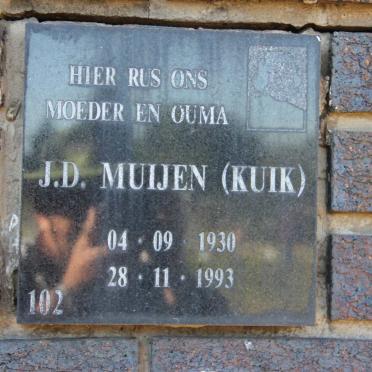 HIER RUS ONS
MOEDER EN OUMA
J.D. MUIJEN (KUIK)
04 · 09 · 1930
28 · 11 · 1993
102